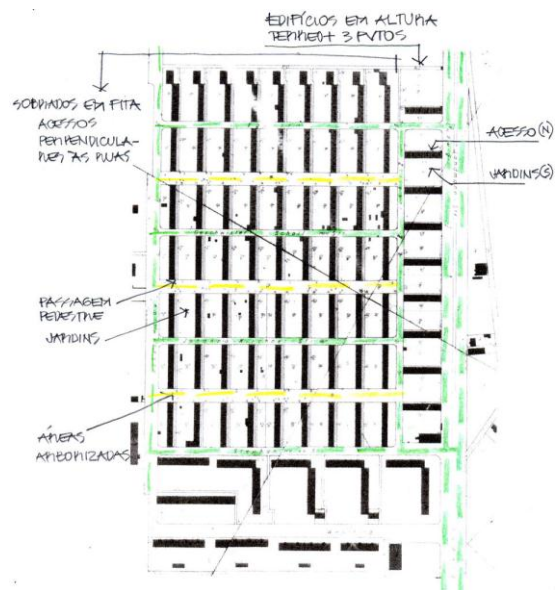 EDIFÍCIOS EM ALTURA
TÉRREO + 3 PVTOS
SOBRADOS EM FITA
ACESSOS
PERPENDICULA-
RES ÀS RUAS
ACESSO (N)
JARDINS (S)
PASSAGEM
PEDESTRE
JARDINS
ÁREAS
ARBORIZADAS